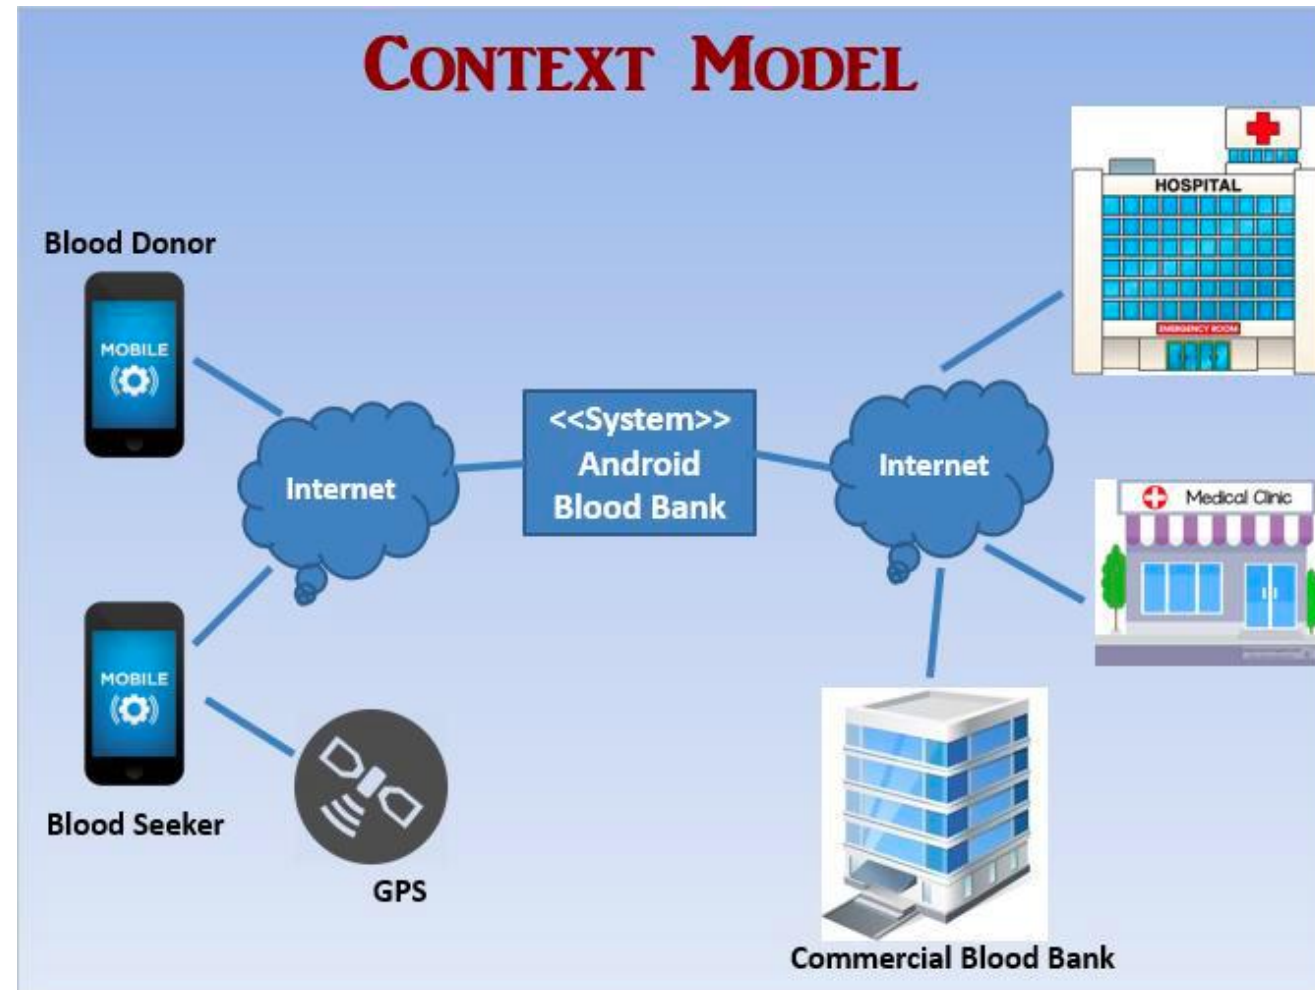 CONTEXT MODEL
HOSPITAL
EMERGENCY ROOM
Blood Donor
MOBILE
Internet
<<System>>
Android
Blood Bank
Internet
Medical Clinic
MOBILE
Blood Seeker
GPS
Commercial Blood Bank